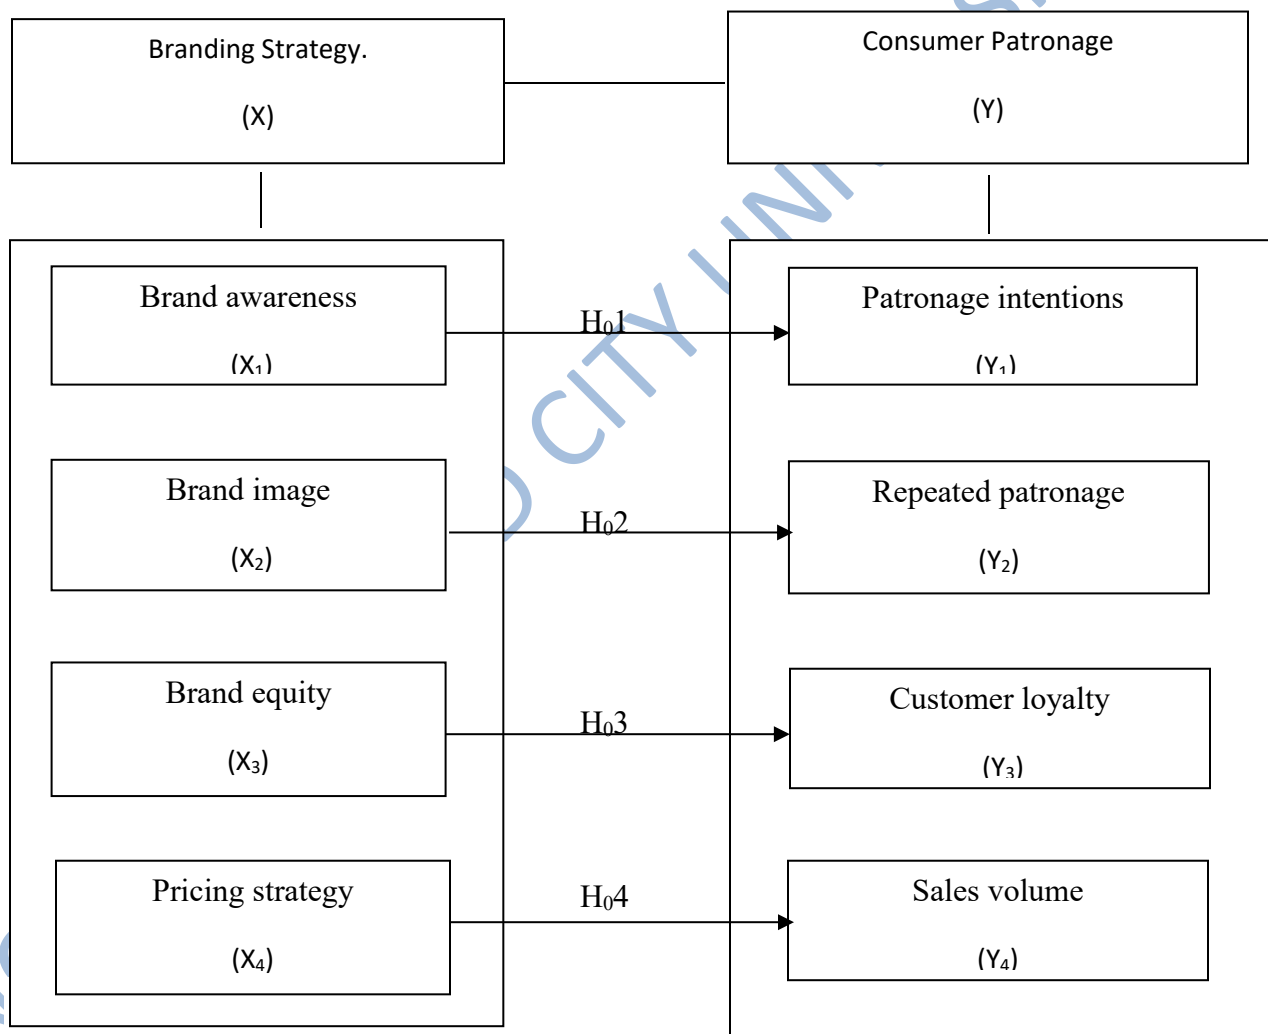 Branding Strategy.
(X)
Consumer Patronage
(Y)
Brand awareness
(X₁)
H₀1
Patronage intentions
(Y₁)
Brand image
(X₂)
H₀2
Repeated patronage
(Y₂)
Brand equity
(X₃)
H₀3
Customer loyalty
(Y₃)
Pricing strategy
(X₄)
H₀4
Sales volume
(Y₄)
CITY